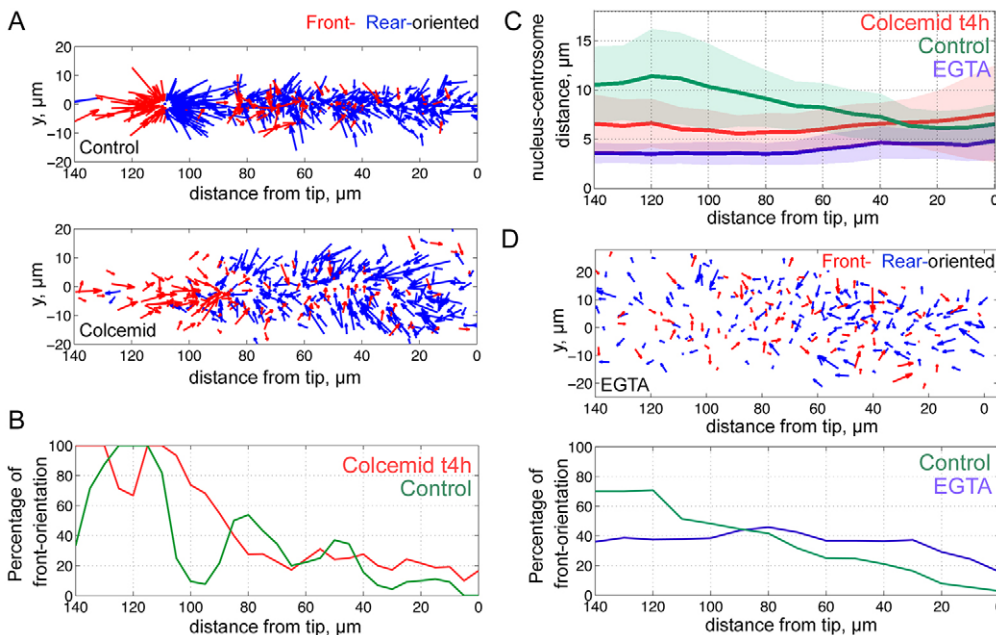 A
Front- Rear-oriented
20
10
0
−10
−20
y, µm
Control
140 120 100 80 60 40 20 0
distance from tip, µm
20
10
0
−10
−20
y, µm
Colcemid
140 120 100 80 60 40 20 0
distance from tip, µm
B
100
80
60
40
20
0
Percentage of
front-orientation
Colcemid t4h
Control
140 120 100 80 60 40 20 0
distance from tip, µm
C
Colcemid t4h
Control
EGTA
15
10
5
0
nucleus-centrosome
distance, µm
140 120 100 80 60 40 20 0
distance from tip, µm
D
Front- Rear-oriented
20
10
0
−10
−20
y, µm
EGTA
140 120 100 80 60 40 20 0
distance from tip, µm
100
80
60
40
20
0
Percentage of
front-orientation
Control
EGTA
140 120 100 80 60 40 20 0
distance from tip, µm